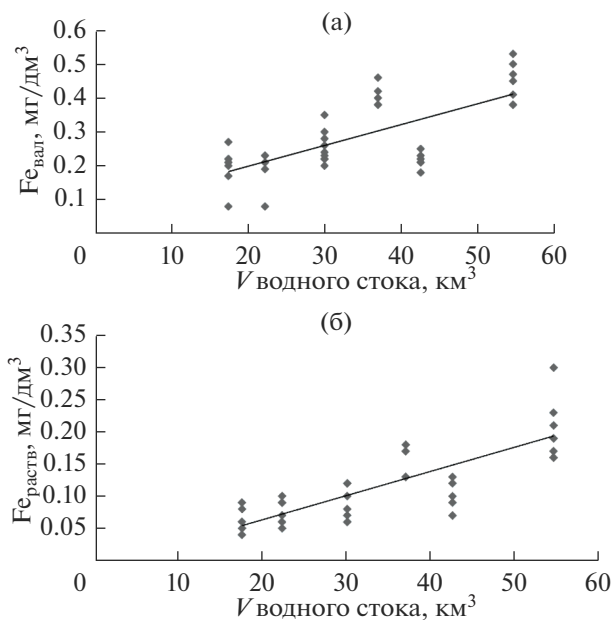 (а)
0.6
0.5
0.4
0.3
0.2
0.1
Feвал, мг/дм³
0 10 20 30 40 50 60
V водного стока, км³
(б)
0.35
0.30
0.25
0.20
0.15
0.10
0.05
Feраств, мг/дм³
0 10 20 30 40 50 60
V водного стока, км³